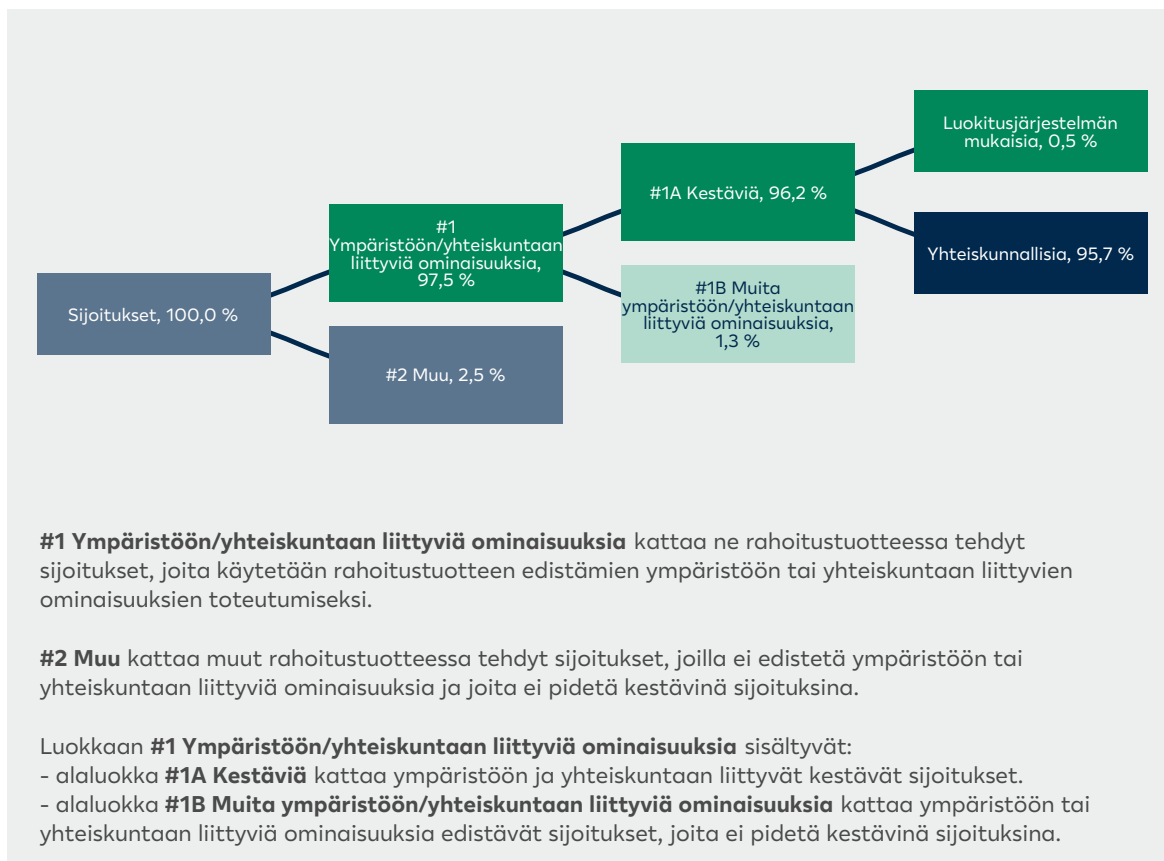 Sijoitukset, 100,0 %
#1
Ympäristöön/yhteiskuntaan
liittyviä ominaisuuksia,
97,5 %
#2 Muu, 2,5 %
#1A Kestäviä, 96,2 %
#1B Muita
ympäristöön/yhteiskuntaan
liittyviä ominaisuuksia,
1,3 %
Luokitusjärjestelmän
mukaisia, 0,5 %
Yhteiskunnallisia, 95,7 %
#1 Ympäristöön/yhteiskuntaan liittyviä ominaisuuksia kattaa ne rahoitustuotteessa tehdyt
sijoitukset, joita käytetään rahoitustuotteen edistämien ympäristöön tai yhteiskuntaan liittyvien
ominaisuuksien toteutumiseksi.
#2 Muu kattaa muut rahoitustuotteessa tehdyt sijoitukset, joilla ei edistetä ympäristöön tai
yhteiskuntaan liittyviä ominaisuuksia ja joita ei pidetä kestävinä sijoituksina.
Luokkaan #1 Ympäristöön/yhteiskuntaan liittyviä ominaisuuksia sisältyvät:
- alaluokka #1A Kestäviä kattaa ympäristöön ja yhteiskuntaan liittyvät kestävät sijoitukset.
- alaluokka #1B Muita ympäristöön/yhteiskuntaan liittyviä ominaisuuksia kattaa ympäristöön tai
yhteiskuntaan liittyviä ominaisuuksia edistävät sijoitukset, joita ei pidetä kestävinä sijoituksina.